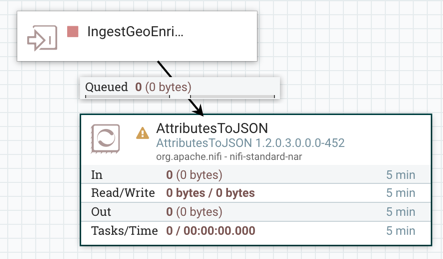 IngestGeoEnri...
Queued 0 (0 bytes)
AttributesToJSON
AttributesToJSON 1.2.0.3.0.0.0-452
org.apache.nifi - nifi-standard-nar
In 0 (0 bytes) 5 min
Read/Write 0 bytes / 0 bytes 5 min
Out 0 (0 bytes) 5 min
Tasks/Time 0 / 00:00:00.000 5 min